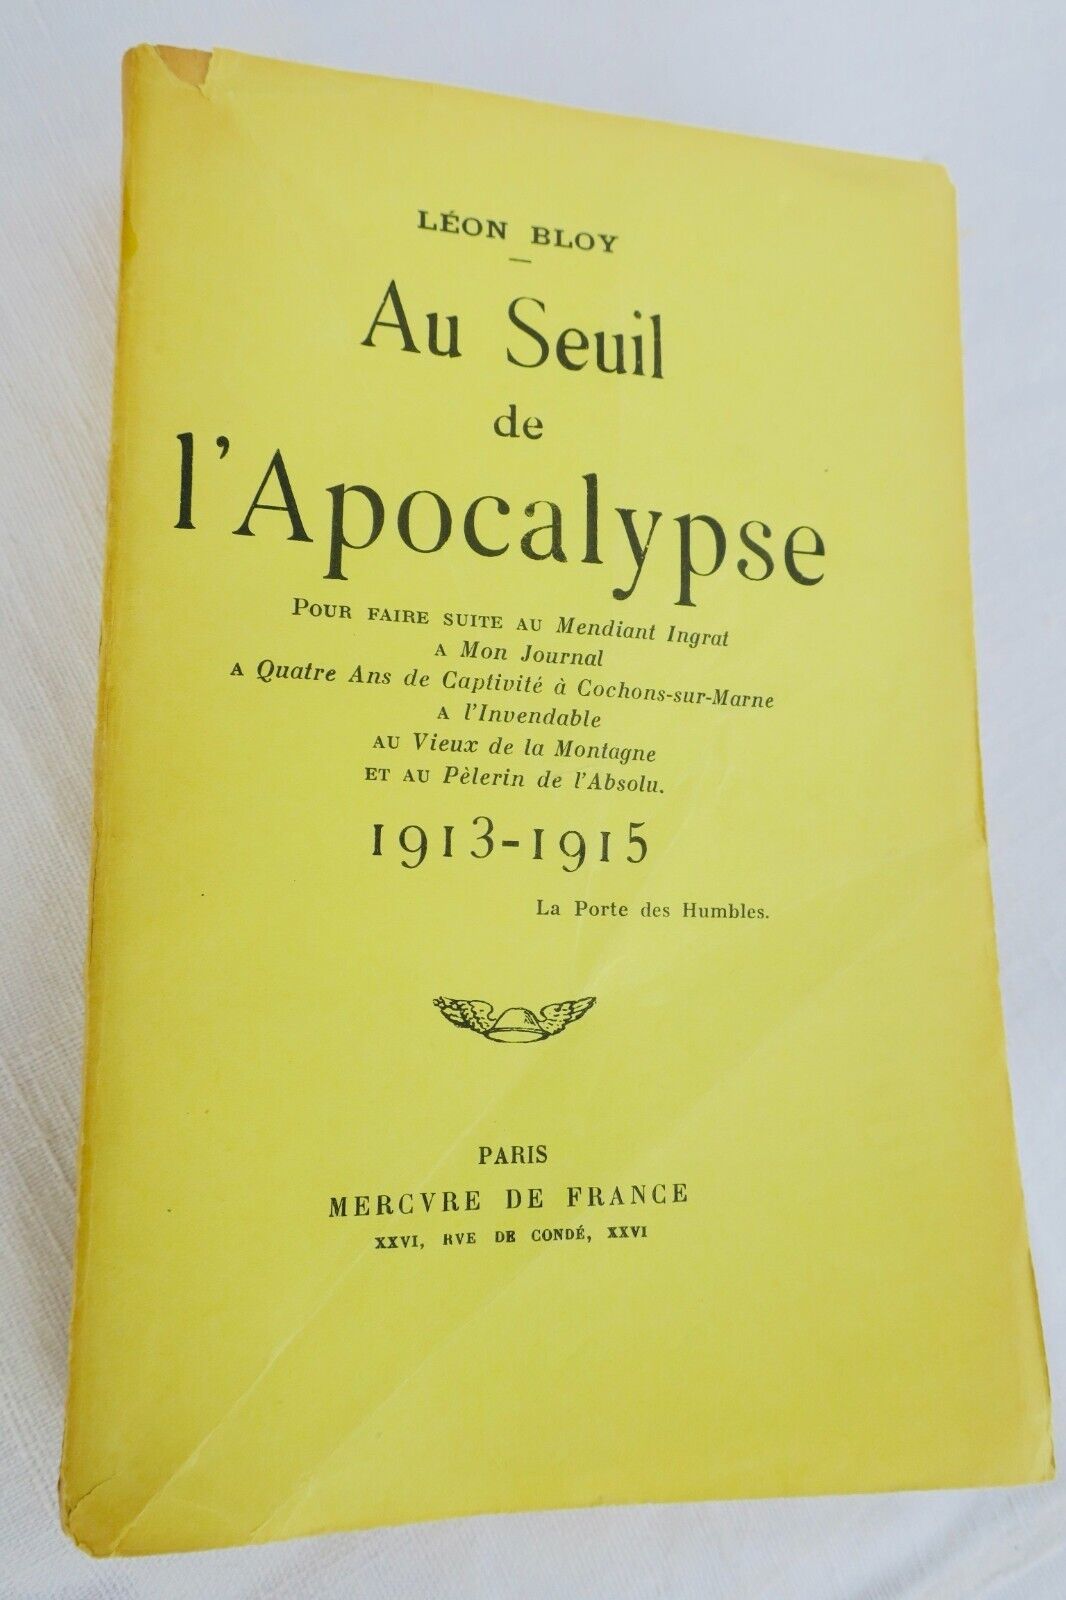 LÉON BLOY
Au Seuil
de
l'Apocalypse
POUR FAIRE SUITE AU Mendiant Ingrat
A Mon Journal
A Quatre Ans de Captivité à Cochons-sur-Marne
A l'Invendable
AU Vieux de la Montagne
ET AU Pèlerin de l'Absolu.
1913-1915
La Porte des Humbles.
PARIS
MERCVRE DE FRANCE
XXVI, RVE DE CONDÉ, XXVI